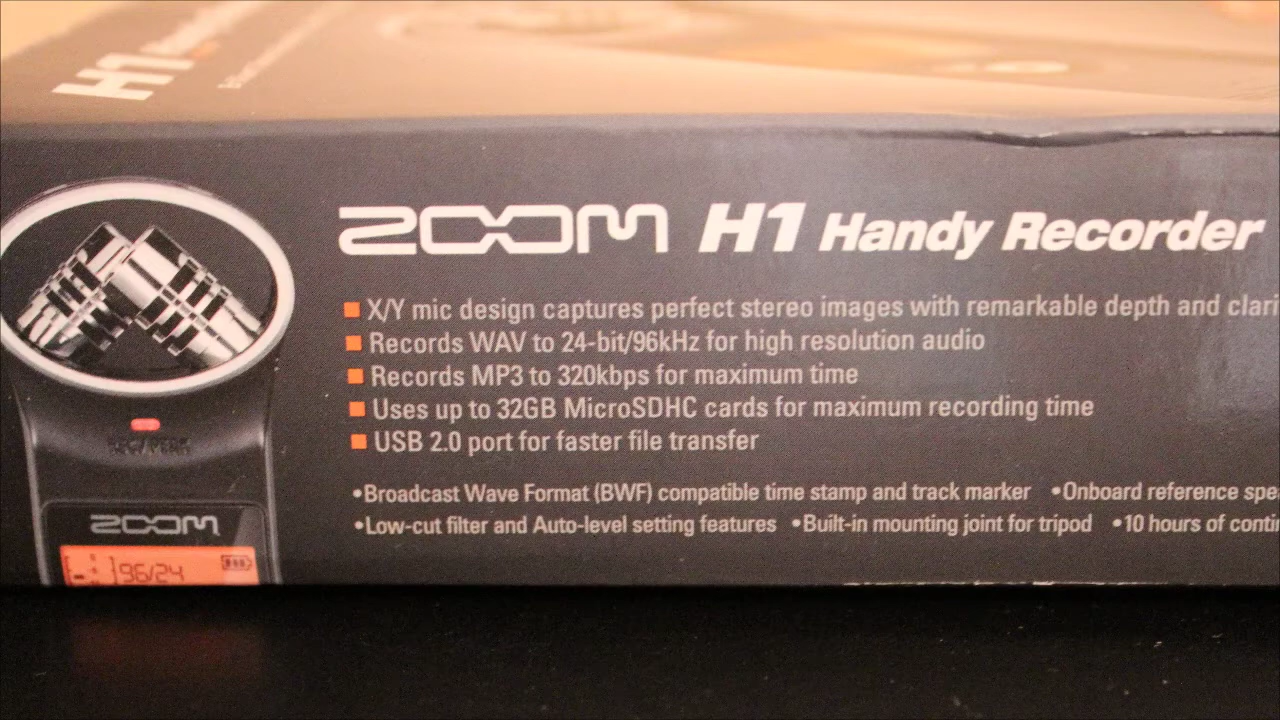 H1
ZOOM H1 Handy Recorder
X/Y mic design captures perfect stereo images with remarkable depth and clari
Records WAV to 24-bit/96kHz for high resolution audio
Records MP3 to 320kbps for maximum time
Uses up to 32GB MicroSDHC cards for maximum recording time
USB 2.0 port for faster file transfer
•Broadcast Wave Format (BWF) compatible time stamp and track marker •Onboard reference spe
•Low-cut filter and Auto-level setting features •Built-in mounting joint for tripod •10 hours of conti
REC/PEAK
ZOOM
96/24